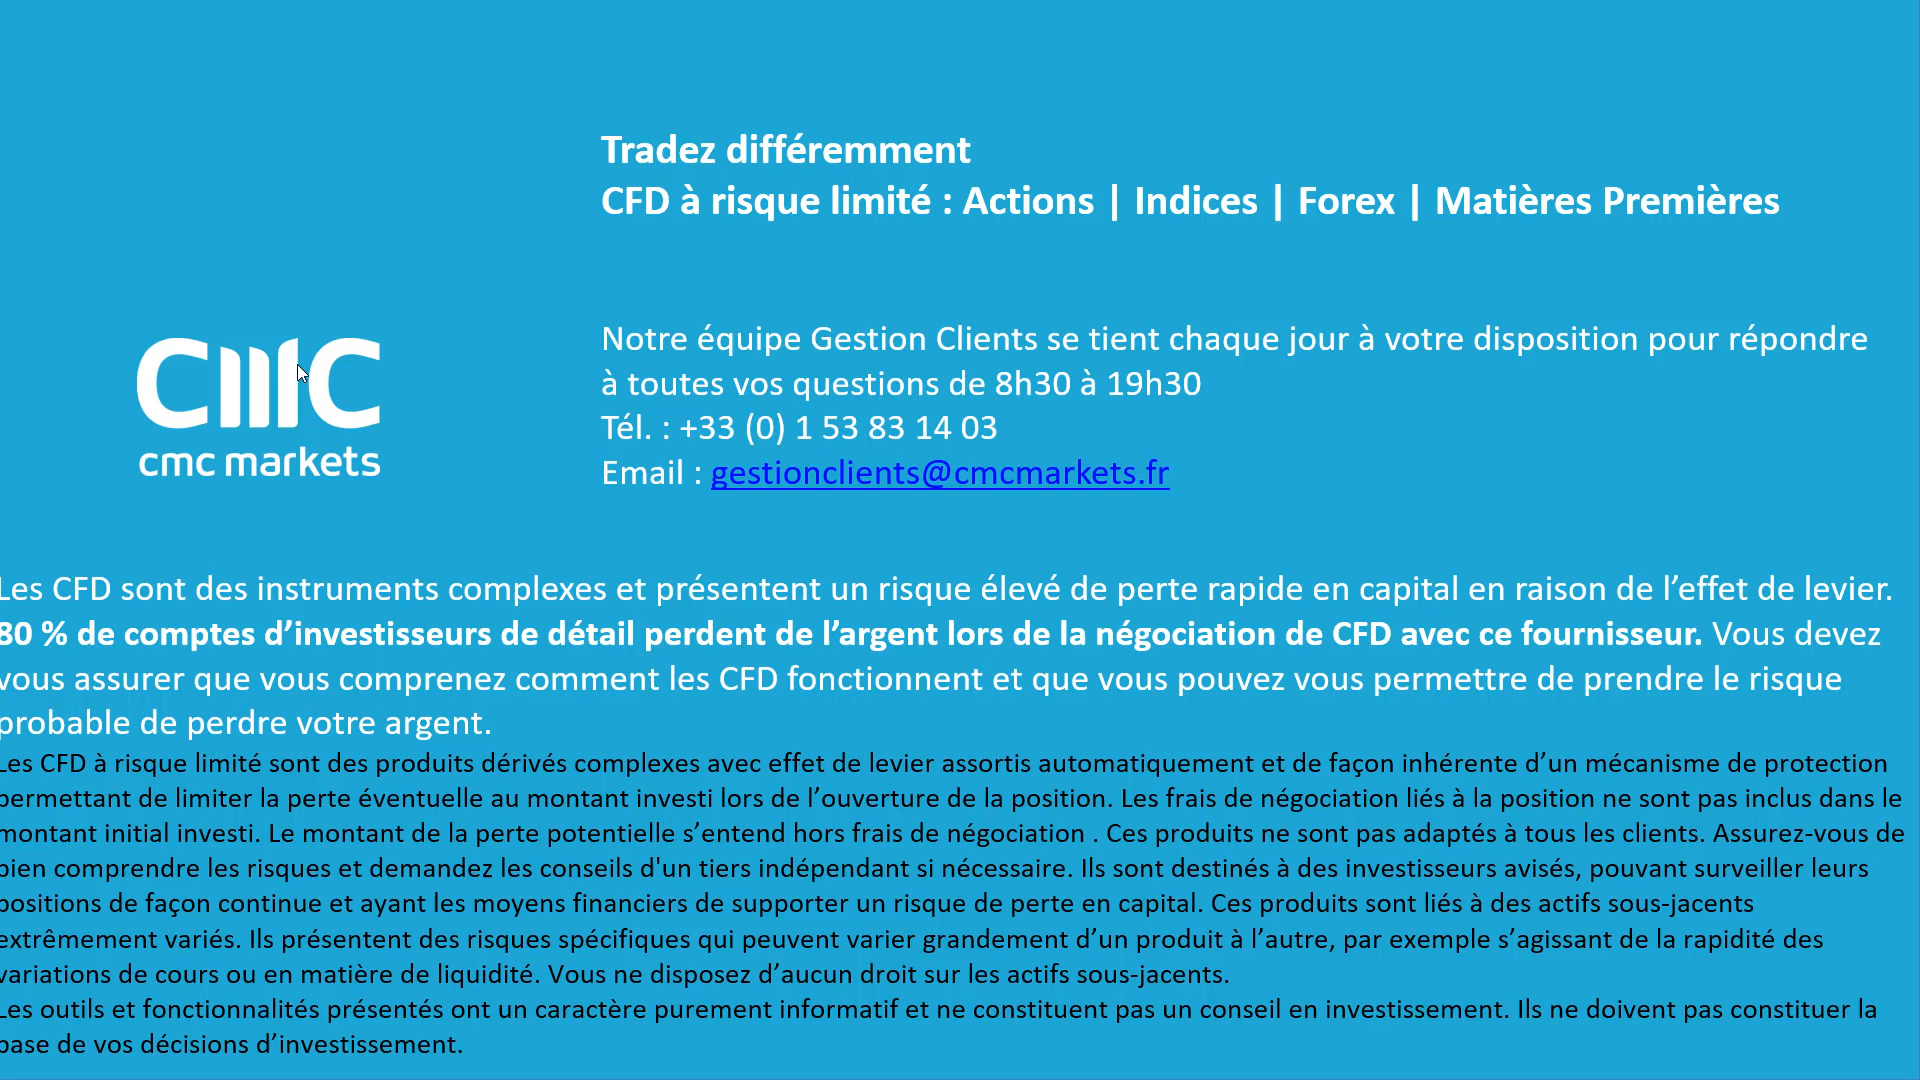 Tradez différemment
CFD à risque limité : Actions | Indices | Forex | Matières Premières
CMC
cmc markets
Notre équipe Gestion Clients se tient chaque jour à votre disposition pour répondre
à toutes vos questions de 8h30 à 19h30
Tél. : +33 (0) 1 53 83 14 03
Email : gestionclients@cmcmarkets.fr
Les CFD sont des instruments complexes et présentent un risque élevé de perte rapide en capital en raison de l’effet de levier.
80 % de comptes d’investisseurs de détail perdent de l’argent lors de la négociation de CFD avec ce fournisseur. Vous devez
vous assurer que vous comprenez comment les CFD fonctionnent et que vous pouvez vous permettre de prendre le risque
probable de perdre votre argent.
Les CFD à risque limité sont des produits dérivés complexes avec effet de levier assortis automatiquement et de façon inhérente d’un mécanisme de protection
permettant de limiter la perte éventuelle au montant investi lors de l’ouverture de la position. Les frais de négociation liés à la position ne sont pas inclus dans le
montant initial investi. Le montant de la perte potentielle s’entend hors frais de négociation . Ces produits ne sont pas adaptés à tous les clients. Assurez-vous de
bien comprendre les risques et demandez les conseils d'un tiers indépendant si nécessaire. Ils sont destinés à des investisseurs avisés, pouvant surveiller leurs
positions de façon continue et ayant les moyens financiers de supporter un risque de perte en capital. Ces produits sont liés à des actifs sous-jacents
extrêmement variés. Ils présentent des risques spécifiques qui peuvent varier grandement d’un produit à l’autre, par exemple s’agissant de la rapidité des
variations de cours ou en matière de liquidité. Vous ne disposez d’aucun droit sur les actifs sous-jacents.
Les outils et fonctionnalités présentés ont un caractère purement informatif et ne constituent pas un conseil en investissement. Ils ne doivent pas constituer la
base de vos décisions d’investissement.